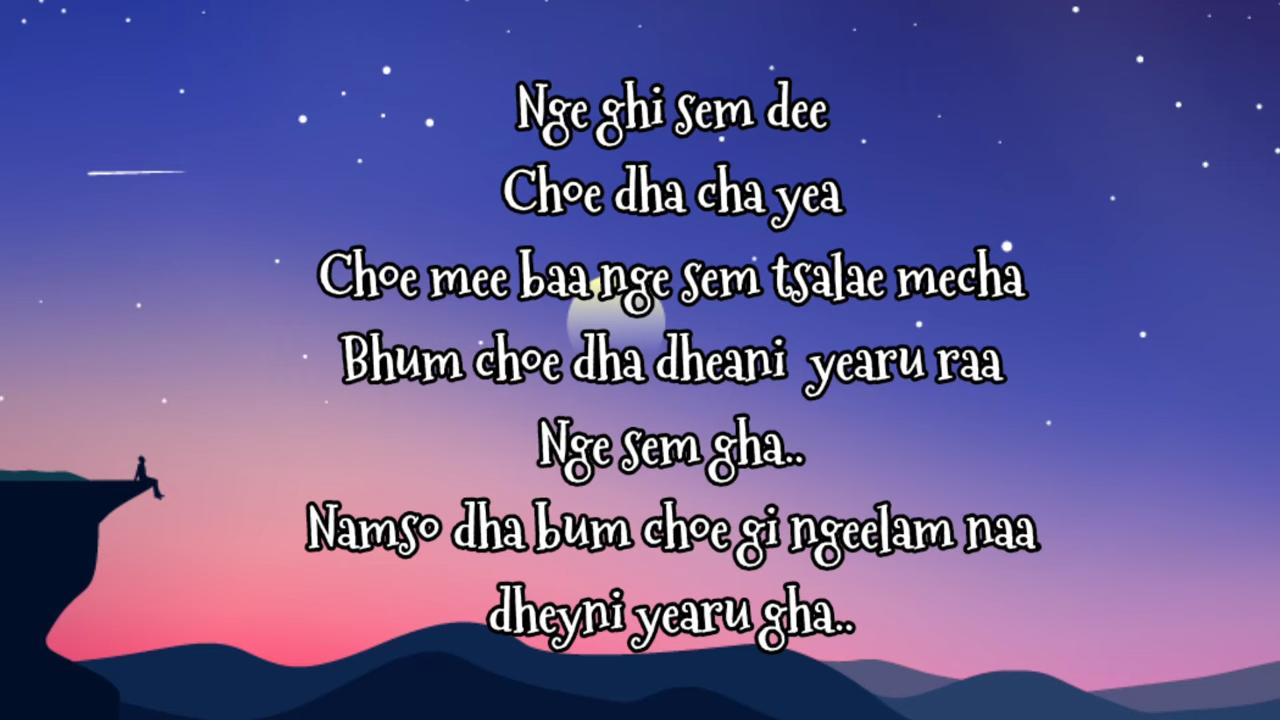 Nge ghi sem dee
Choe dha cha yea
Choe mee baa nge sem tsalae mecha
Bhum choe dha dheani yearu raa
Nge sem gha..
Namso dha bum choe gi ngeelam naa
dheyni yearu gha..